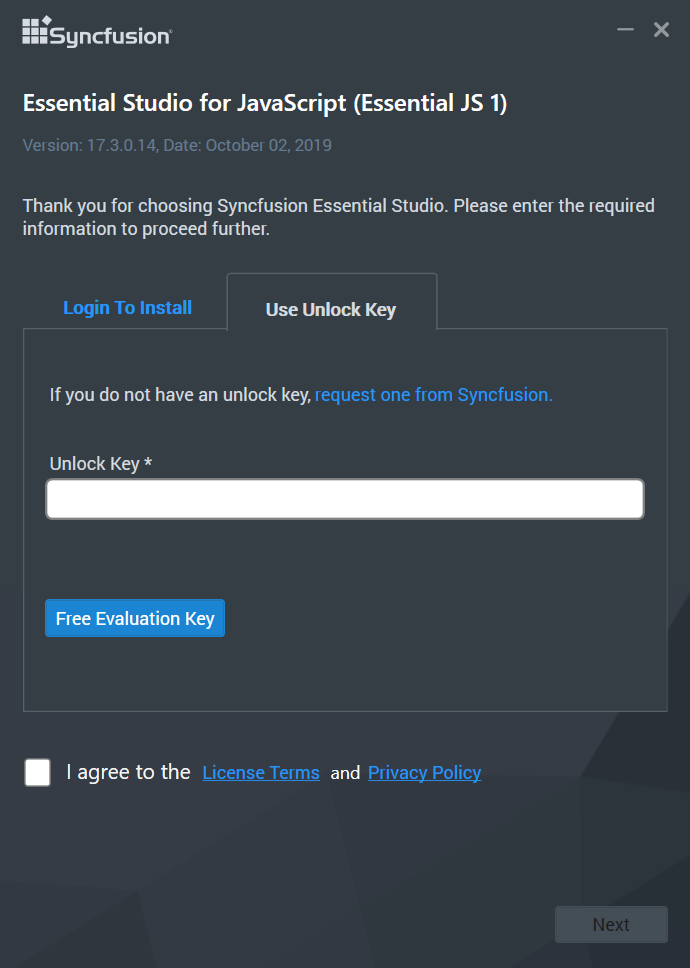 Syncfusion®
Essential Studio for JavaScript (Essential JS 1)
Version: 17.3.0.14, Date: October 02, 2019
Thank you for choosing Syncfusion Essential Studio. Please enter the required
information to proceed further.
Login To Install
Use Unlock Key
If you do not have an unlock key, request one from Syncfusion.
Unlock Key *
Free Evaluation Key
I agree to the License Terms and Privacy Policy
Next